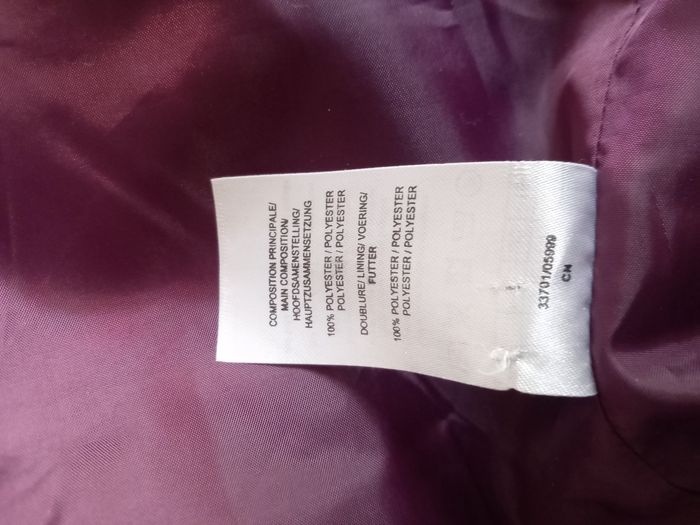 COMPOSITION PRINCIPALE/
MAIN COMPOSITION/
HOOFDSAMENSTELLING/
HAUPTZUSAMMENSETZUNG
100% POLYESTER / POLYESTER
POLYESTER / POLYESTER
DOUBLURE/ LINING/ VOERING/
FUTTER
100% POLYESTER / POLYESTER
POLYESTER / POLYESTER
33701/05999
CN